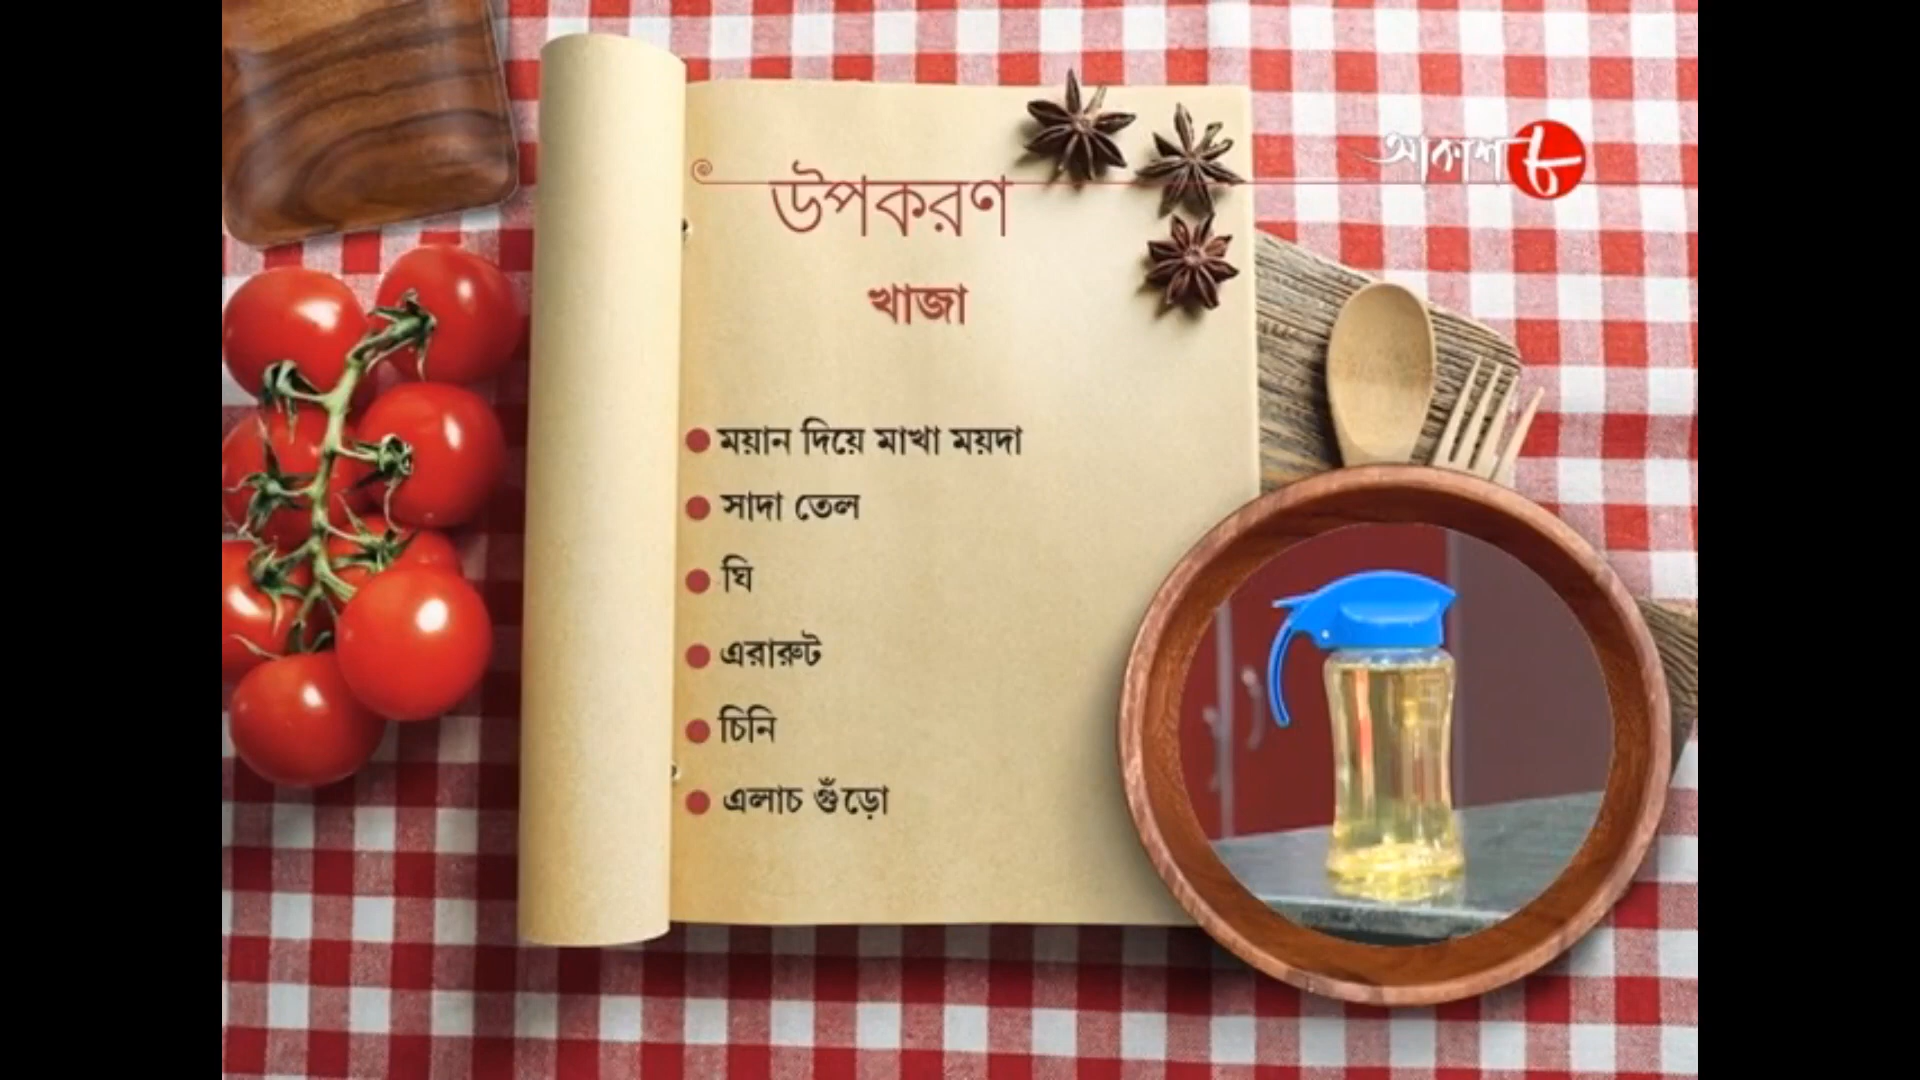 উপকরণ
খাজা
ময়ান দিয়ে মাখা ময়দা
সাদা তেল
ঘি
এরারুট
চিনি
এলাচ গুঁড়ো
আকাশ ৮